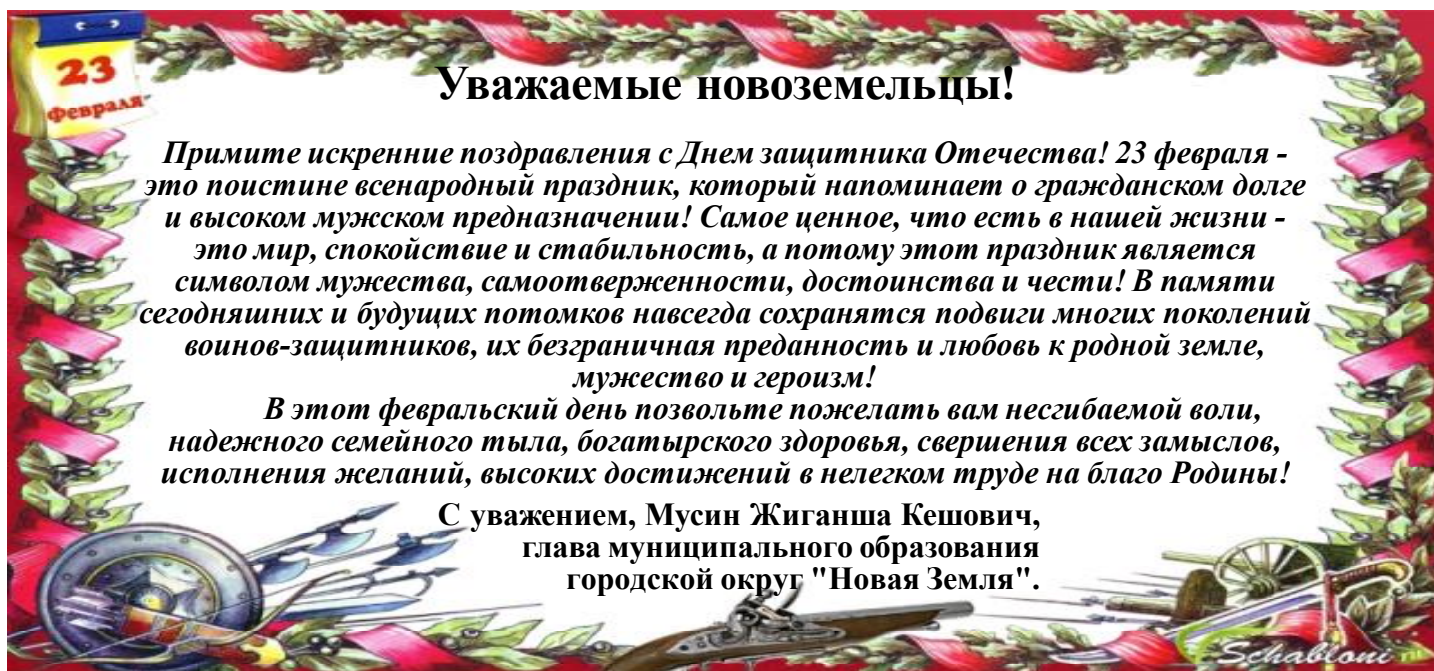 23
февраля
Уважаемые новоземельцы!
Примите искренние поздравления с Днем защитника Отечества! 23 февраля -
это поистине всенародный праздник, который напоминает о гражданском долге
и высоком мужском предназначении! Самое ценное, что есть в нашей жизни -
это мир, спокойствие и стабильность, а потому этот праздник является
символом мужества, самоотверженности, достоинства и чести! В памяти
сегодняшних и будущих потомков навсегда сохранятся подвиги многих поколений
воинов-защитников, их безграничная преданность и любовь к родной земле,
мужество и героизм!
В этот февральский день позвольте пожелать вам несгибаемой воли,
надежного семейного тыла, богатырского здоровья, свершения всех замыслов,
исполнения желаний, высоких достижений в нелегком труде на благо Родины!
С уважением, Мусин Жиганша Кешович,
глава муниципального образования
городской округ "Новая Земля".
Schabloni.ru